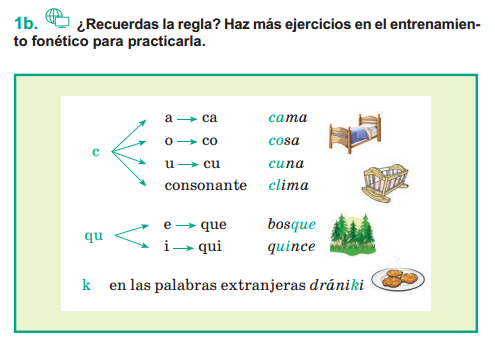 1b. ¿Recuerdas la regla? Haz más ejercicios en el entrenamien-
to fonético para practicarla.
c
a → ca cama
o → co cosa
u → cu cuna
consonante clima
qu
e → que bosque
i → qui quince
k en las palabras extranjeras drániki